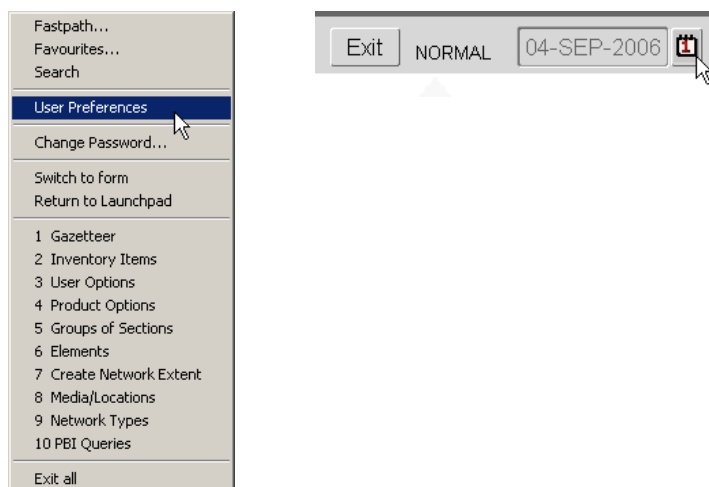 Fastpath...
Favourites...
Search
User Preferences
Change Password...
Switch to form
Return to Launchpad
1 Gazetteer
2 Inventory Items
3 User Options
4 Product Options
5 Groups of Sections
6 Elements
7 Create Network Extent
8 Media/Locations
9 Network Types
10 PBI Queries
Exit all
Exit NORMAL 04-SEP-2006 1